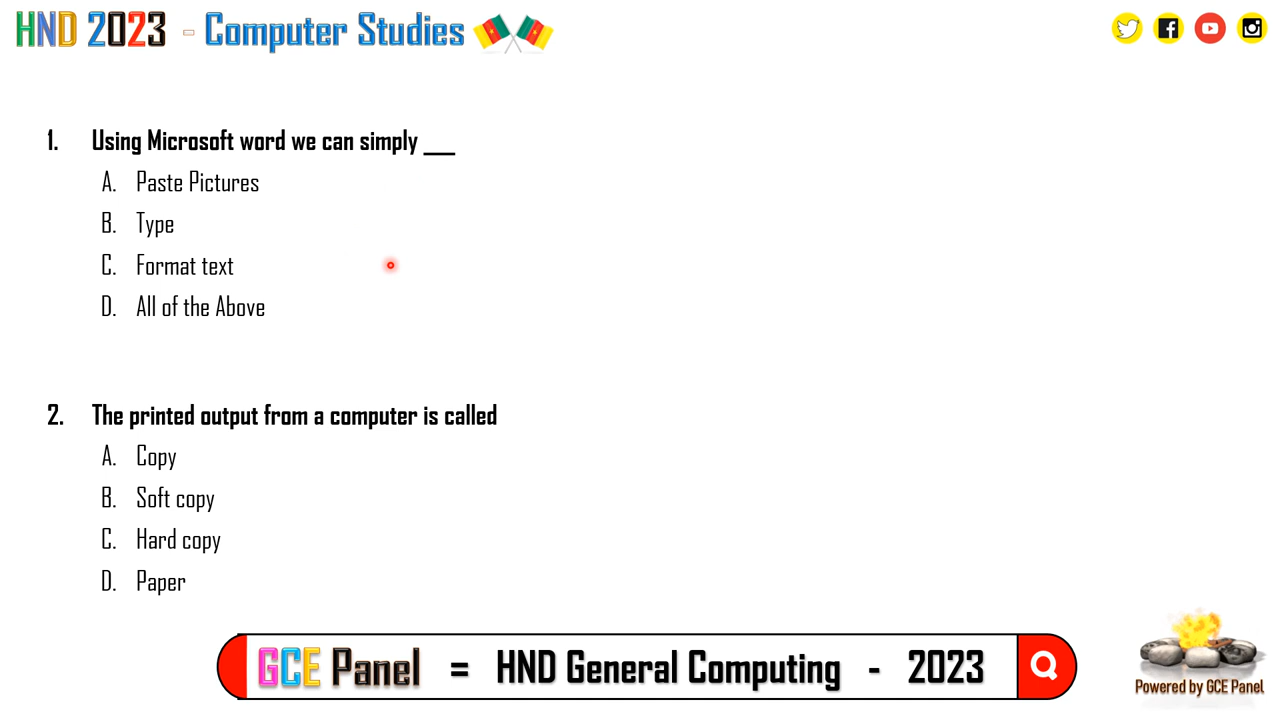 HND 2023 - Computer Studies
1. Using Microsoft word we can simply ___
A. Paste Pictures
B. Type
C. Format text
D. All of the Above
2. The printed output from a computer is called
A. Copy
B. Soft copy
C. Hard copy
D. Paper
GCE Panel = HND General Computing - 2023
Powered by GCE Panel